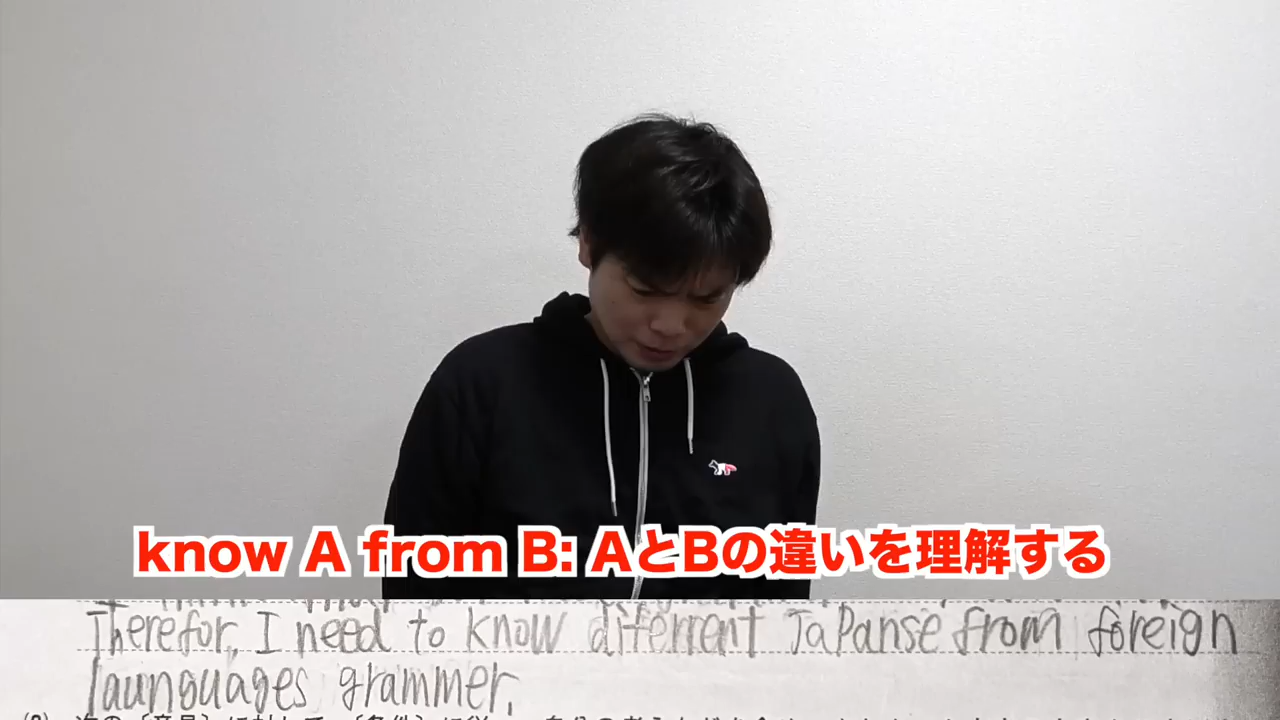 know A from B: AとBの違いを理解する
Therefor, I need to know diferrent JaPanse from foreign
launguages grammer.